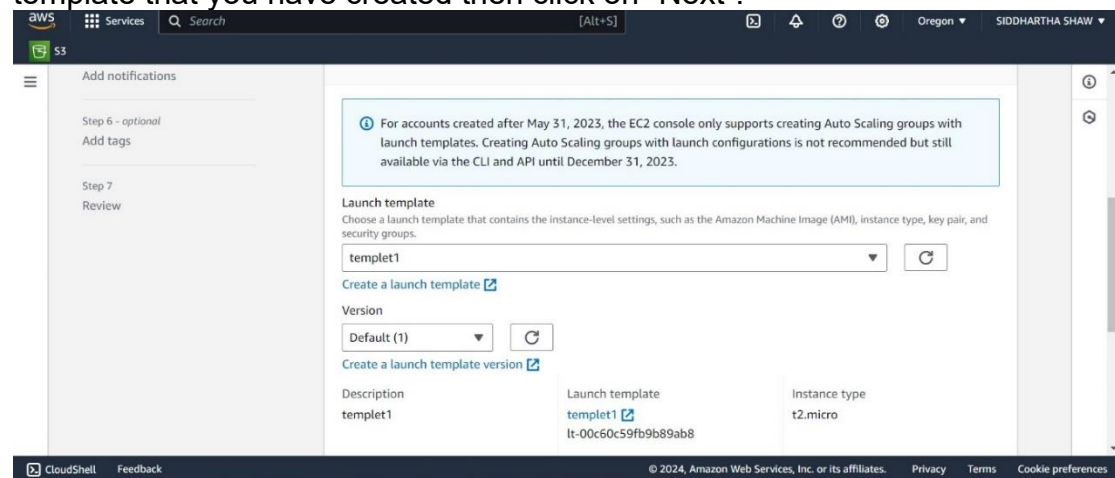 template that you have created then click on "Next".
aws Services Search [Alt+S] Oregon SIDDHARTHA SHAW
S3
Add notifications
Step 6 - optional
Add tags
Step 7
Review
For accounts created after May 31, 2023, the EC2 console only supports creating Auto Scaling groups with
launch templates. Creating Auto Scaling groups with launch configurations is not recommended but still
available via the CLI and API until December 31, 2023.
Launch template
Choose a launch template that contains the instance-level settings, such as the Amazon Machine Image (AMI), instance type, key pair, and
security groups.
templet1
Create a launch template
Version
Default (1)
Create a launch template version
Description Launch template Instance type
templet1 templet1 t2.micro
lt-00c60c59fb9b89ab8
CloudShell Feedback © 2024, Amazon Web Services, Inc. or its affiliates. Privacy Terms Cookie preferences